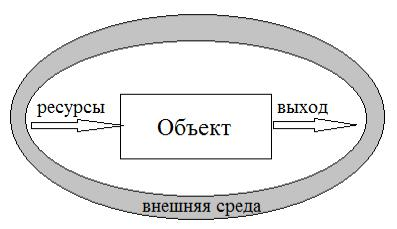 ресурсы
выход
Объект
внешняя среда